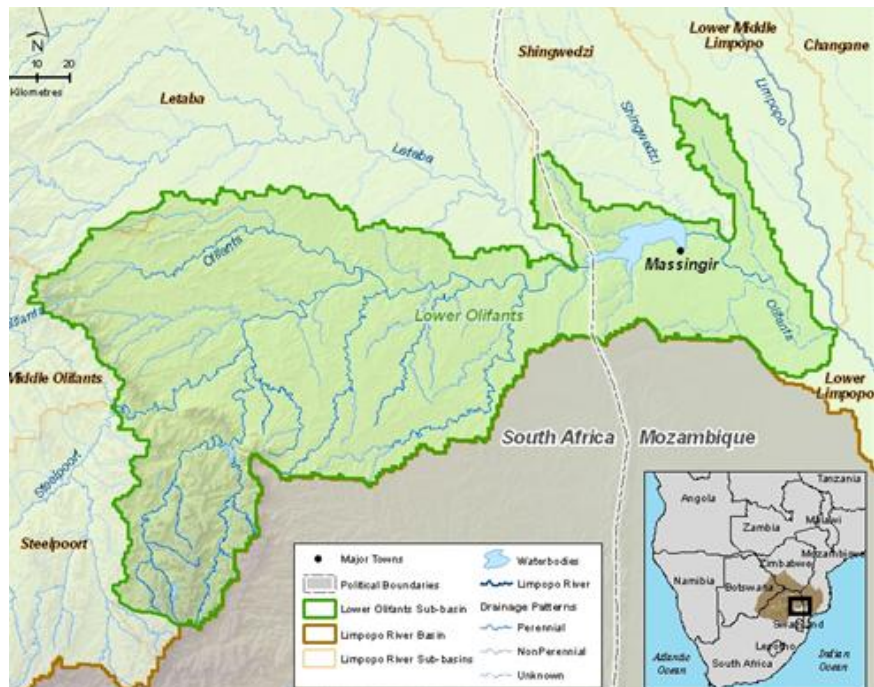 N
10 20
Kilometres
Letaba
Shingwedzi
Lower Middle
Limpopo
Changane
Limpopo
Shingwedzi
Letaba
Olifants
Massingir
Lower Olifants
Olifants
Middle Olifants
Lower
Limpopo
South Africa
Mozambique
Steelpoort
Steelpoort
Major Towns
Political Boundaries
Lower Olifants Sub-basin
Limpopo River Basin
Limpopo River Sub-basins
Waterbodies
Limpopo River
Drainage Patterns
Perennial
NonPerennial
Unknown
Tanzania
Angola
Zambia
Malawi
Mozambique
Zimbabwe
Namibia
Botswana
Swaziland
Lesotho
South Africa
Atlantic
Ocean
Indian
Ocean